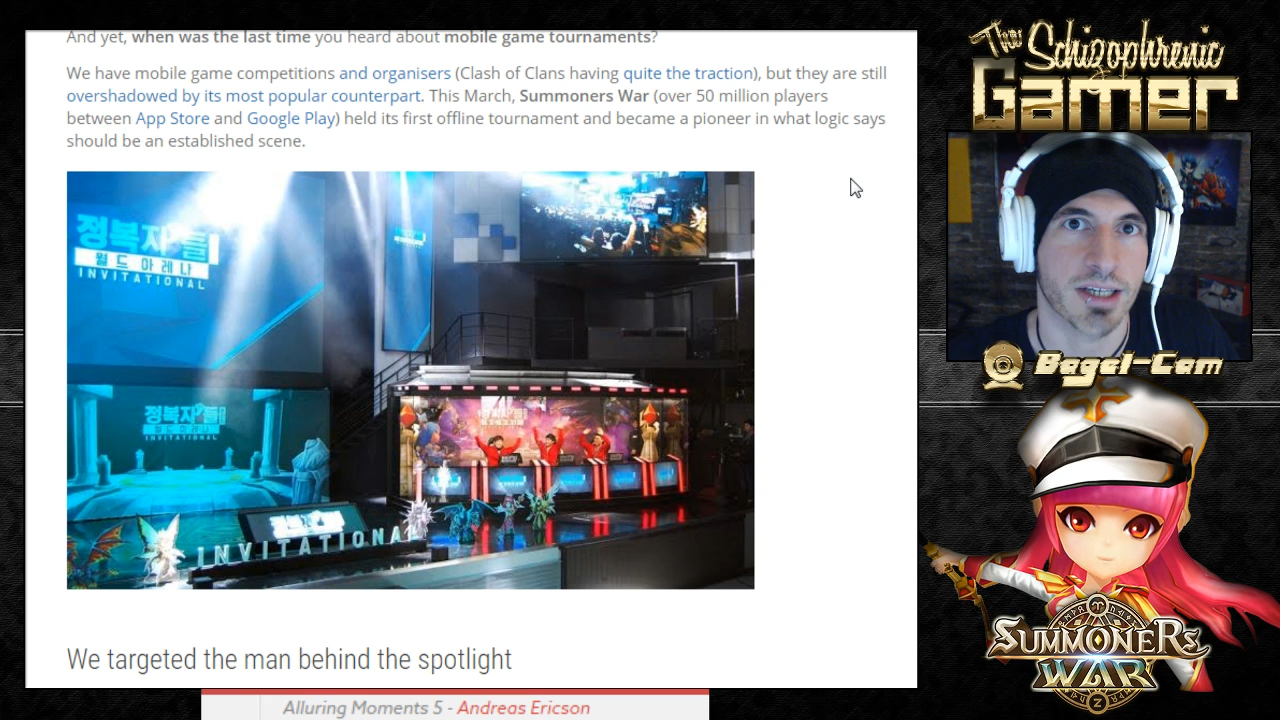 And yet, when was the last time you heard about mobile game tournaments?
We have mobile game competitions and organisers (Clash of Clans having quite the traction), but they are still
overshadowed by its most popular counterpart. This March, Summoners War (over 50 million players
between App Store and Google Play) held its first offline tournament and became a pioneer in what logic says
should be an established scene.
정복자들
월드 아레나
INVITATIONAL
정복자들
INVITATIONAL
INVITATIONAL
We targeted the man behind the spotlight
Alluring Moments 5 - Andreas Ericson
The Schizophrenic
Gamer
Bagel-Cam
SUMMONERS
WAR